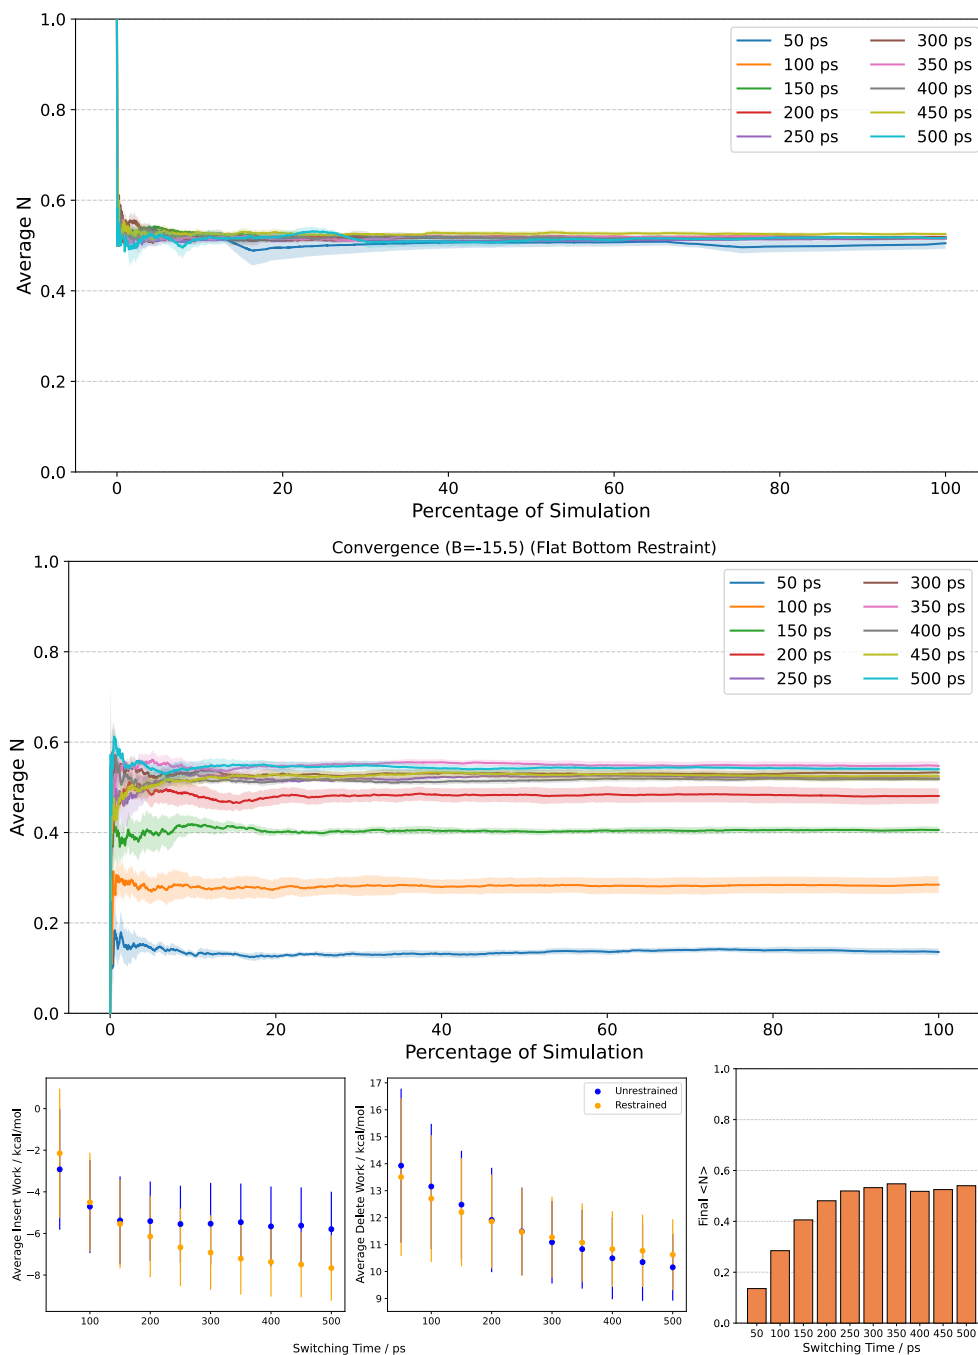 1.0
0.8
0.6
0.4
0.2
0.0
Average N
0 20 40 60 80 100
Percentage of Simulation
50 ps 300 ps
100 ps 350 ps
150 ps 400 ps
200 ps 450 ps
250 ps 500 ps
Convergence (B=-15.5) (Flat Bottom Restraint)
1.0
0.8
0.6
0.4
0.2
0.0
Average N
0 20 40 60 80 100
Percentage of Simulation
50 ps 300 ps
100 ps 350 ps
150 ps 400 ps
200 ps 450 ps
250 ps 500 ps
0
−2
−4
−6
−8
Average Insert Work / kcal/mol
100 200 300 400 500
17
16
15
14
13
12
11
10
9
Average Delete Work / kcal/mol
Unrestrained
Restrained
100 200 300 400 500
Switching Time / ps
1.0
0.8
0.6
0.4
0.2
0.0
Final <N>
50 100 150 200 250 300 350 400 450 500
Switching Time / ps